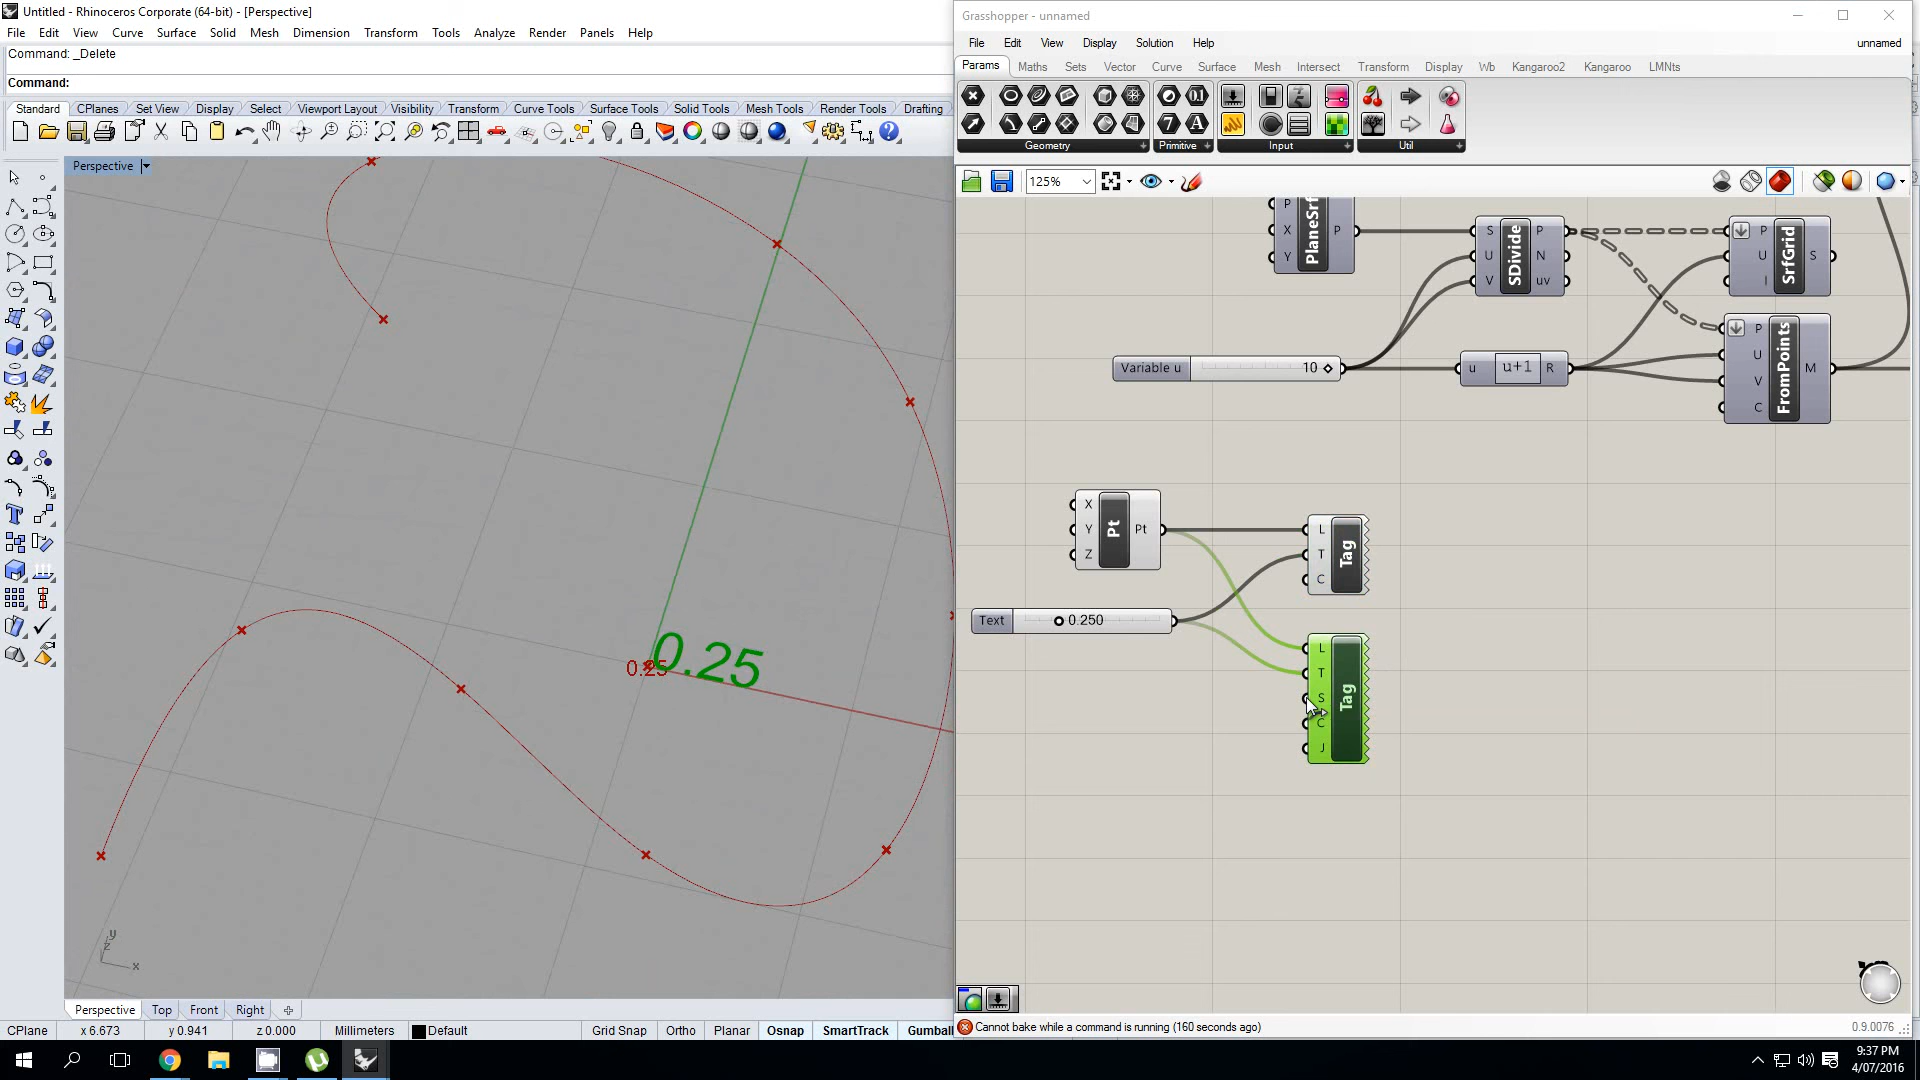 Untitled - Rhinoceros Corporate (64-bit) - [Perspective]
File Edit View Curve Surface Solid Mesh Dimension Transform Tools Analyze Render Panels Help
Command: _Delete
Command:
Standard CPlanes Set View Display Select Viewport Layout Visibility Transform Curve Tools Surface Tools Solid Tools Mesh Tools Render Tools Drafting
Perspective
0.25
0.25
y
z
x
Perspective Top Front Right
CPlane x 6.673 y 0.941 z 0.000 Millimeters Default Grid Snap Ortho Planar Osnap SmartTrack Gumball
Grasshopper - unnamed
File Edit View Display Solution Help unnamed
Params Maths Sets Vector Curve Surface Mesh Intersect Transform Display Wb Kangaroo2 Kangaroo LMNts
Geometry Primitive Input Util
125%
P
X
Y
PlaneSrf
P
S
U
V
SDivide
P
N
uv
P
U
I
SrfGrid
S
Variable u 10
u u+1 R
P
U
V
C
FromPoints
M
X
Y
Z
Pt
Pt
L
T
C
Tag
Text 0.250
L
T
S
C
J
Tag
Cannot bake while a command is running (160 seconds ago)
0.9.0076
9:37 PM
4/07/2016